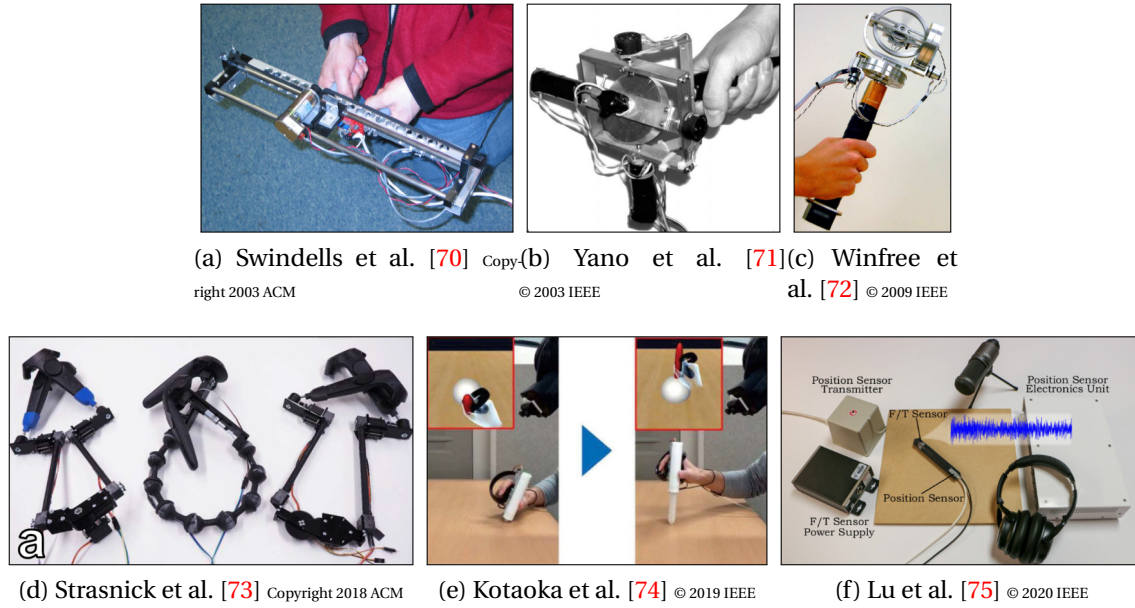 (a) Swindells et al. [70] Copy-
right 2003 ACM
(b) Yano et al. [71]
© 2003 IEEE
(c) Winfree et
al. [72] © 2009 IEEE
a
Position Sensor
Transmitter
F/T Sensor
Position Sensor
Electronics Unit
Position Sensor
F/T Sensor
Power Supply
(d) Strasnick et al. [73] Copyright 2018 ACM
(e) Kotaoka et al. [74] © 2019 IEEE
(f) Lu et al. [75] © 2020 IEEE